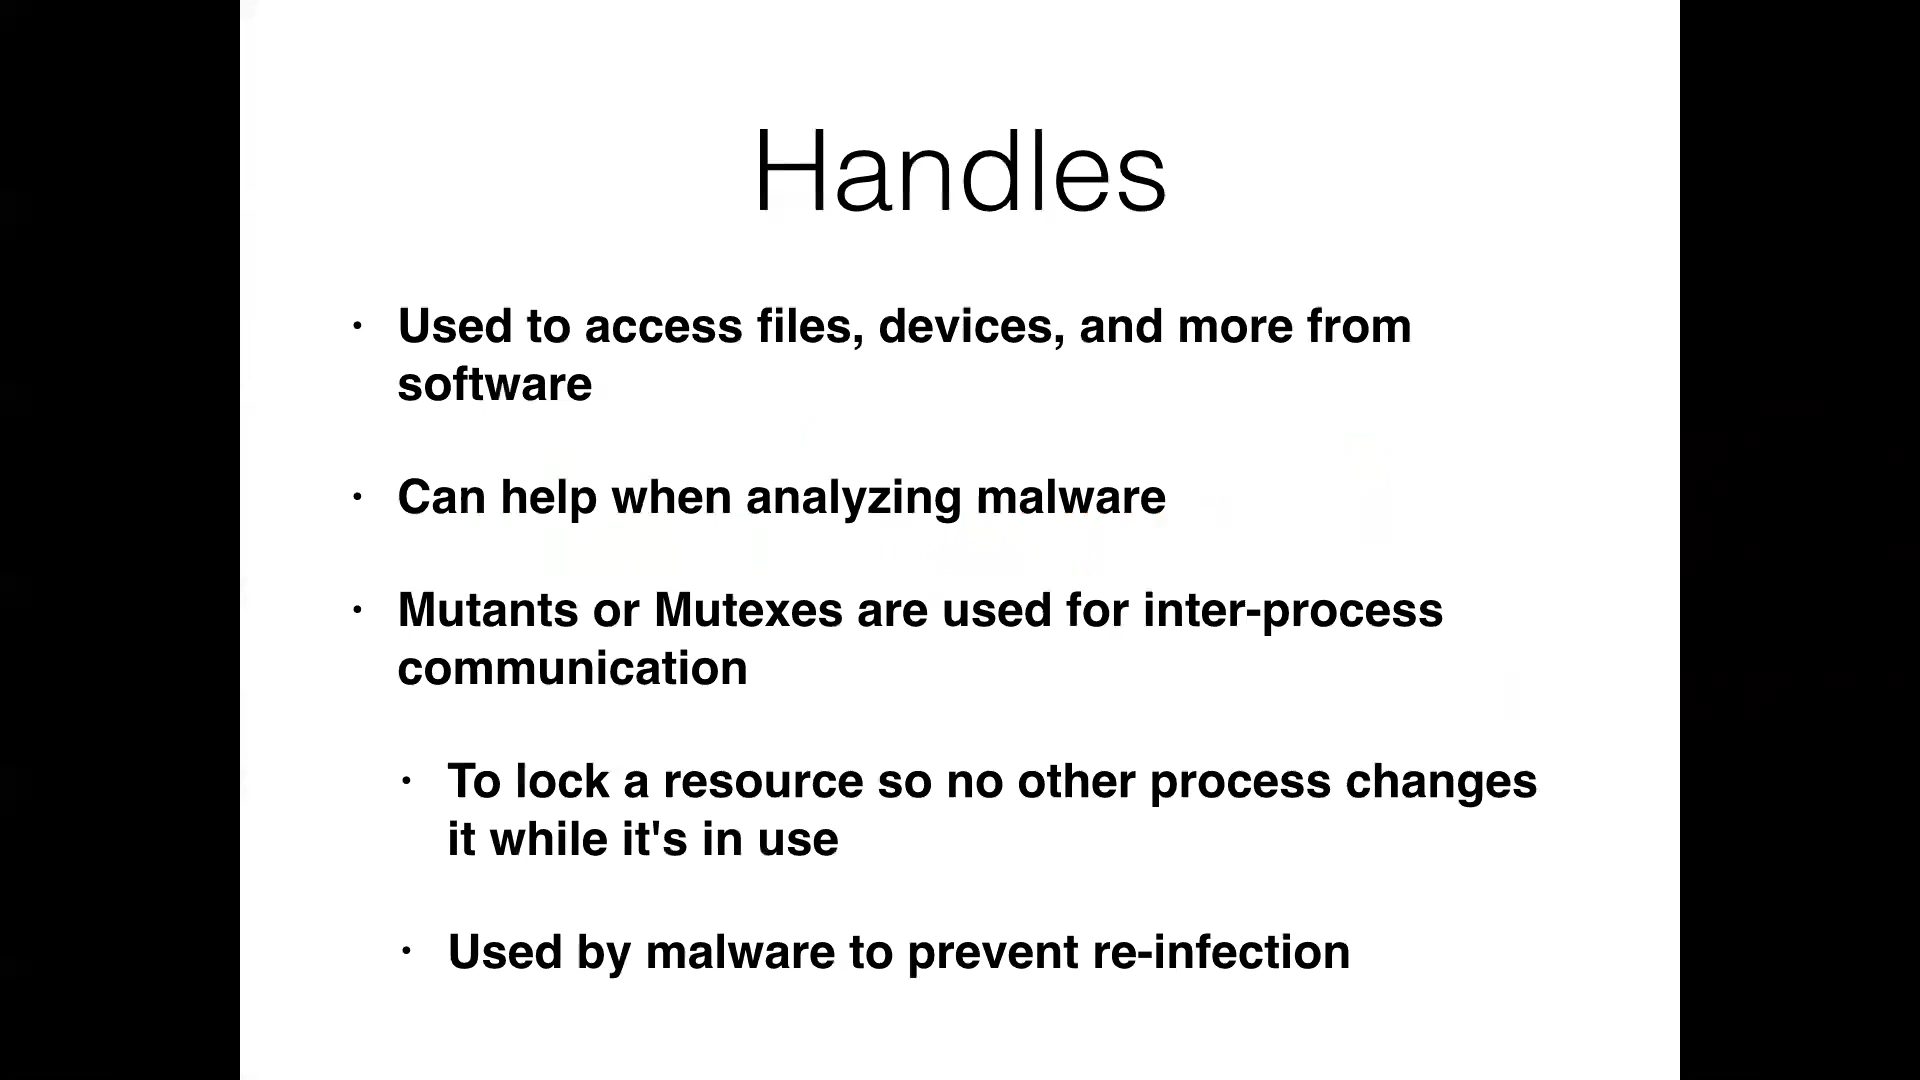 Handles
· Used to access files, devices, and more from
software
· Can help when analyzing malware
· Mutants or Mutexes are used for inter-process
communication
· To lock a resource so no other process changes
it while it's in use
· Used by malware to prevent re-infection